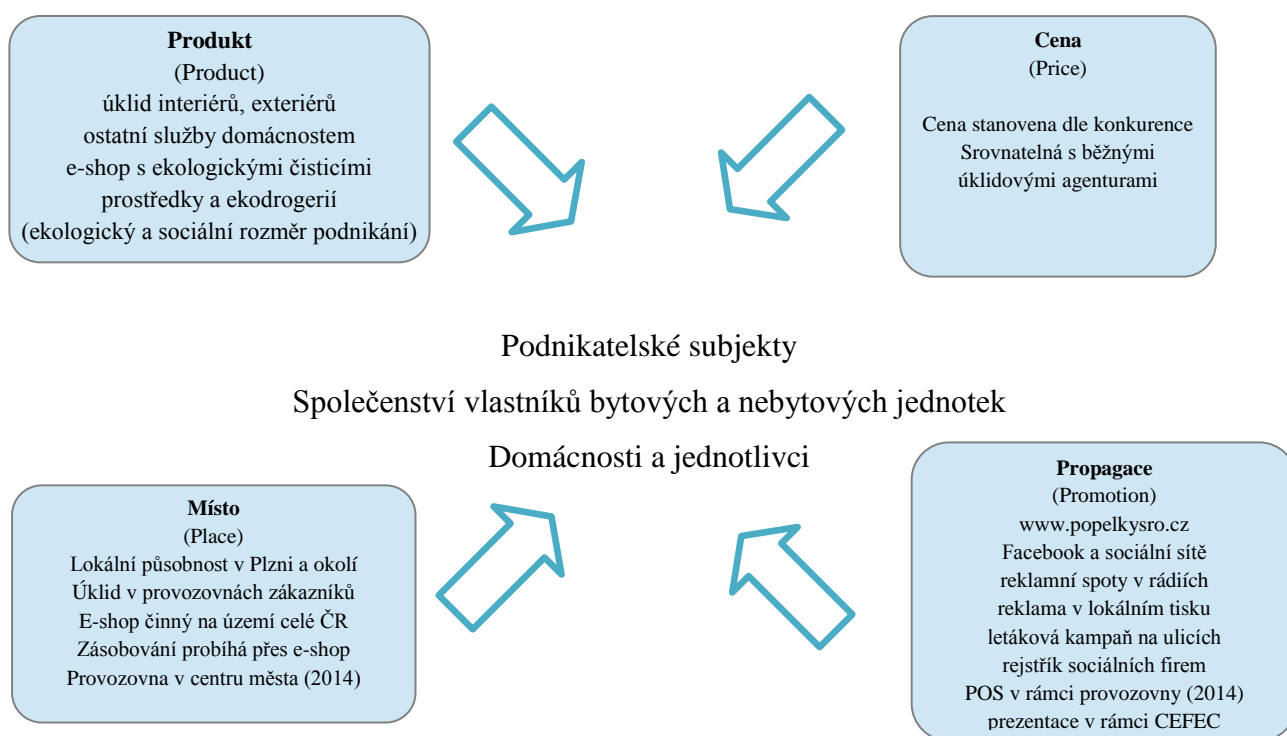 Produkt
(Product)
úklid interiérů, exteriérů
ostatní služby domácnostem
e-shop s ekologickými čisticími
prostředky a ekodrogerií
(ekologický a sociální rozměr podnikání)
Cena
(Price)
Cena stanovena dle konkurence
Srovnatelná s běžnými
úklidovými agenturami
Podnikatelské subjekty
Společenství vlastníků bytových a nebytových jednotek
Domácnosti a jednotlivci
Místo
(Place)
Lokální působnost v Plzni a okolí
Úklid v provozovnách zákazníků
E-shop činný na území celé ČR
Zásobování probíhá přes e-shop
Provozovna v centru města (2014)
Propagace
(Promotion)
www.popelkysro.cz
Facebook a sociální sítě
reklamní spoty v rádiích
reklama v lokálním tisku
letáková kampaň na ulicích
rejstřík sociálních firem
POS v rámci provozovny (2014)
prezentace v rámci CEFEC